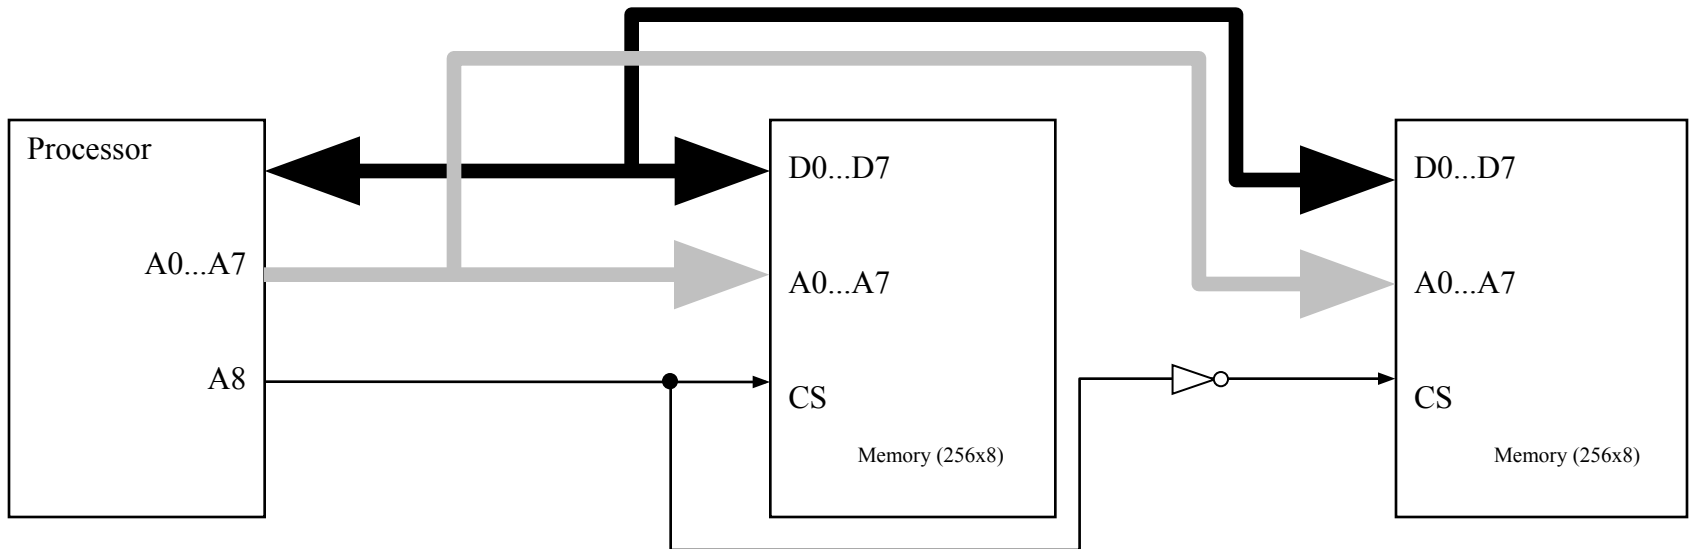 Processor
A0...A7
A8
D0...D7
A0...A7
CS
Memory (256x8)
D0...D7
A0...A7
CS
Memory (256x8)